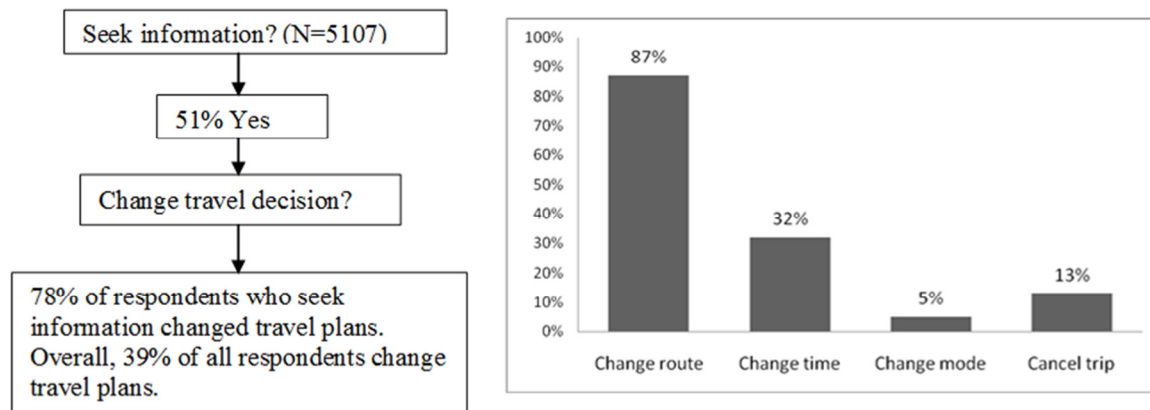 Seek information? (N=5107)
51% Yes
Change travel decision?
78% of respondents who seek
information changed travel plans.
Overall, 39% of all respondents change
travel plans.
100%
90%
80%
70%
60%
50%
40%
30%
20%
10%
0%
87%
32%
5%
13%
Change route
Change time
Change mode
Cancel trip